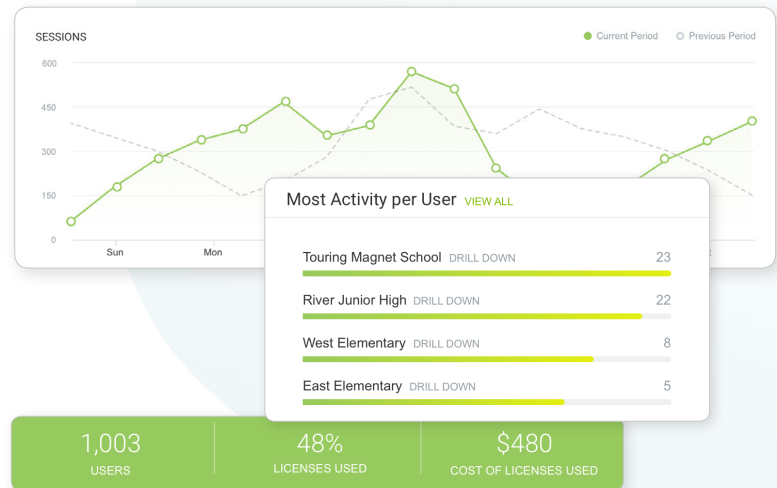 SESSIONS
Current Period
Previous Period
600
450
300
150
0
Sun
Mon
Most Activity per User VIEW ALL
Touring Magnet School DRILL DOWN 23
River Junior High DRILL DOWN 22
West Elementary DRILL DOWN 8
East Elementary DRILL DOWN 5
1,003
USERS
48%
LICENSES USED
$480
COST OF LICENSES USED